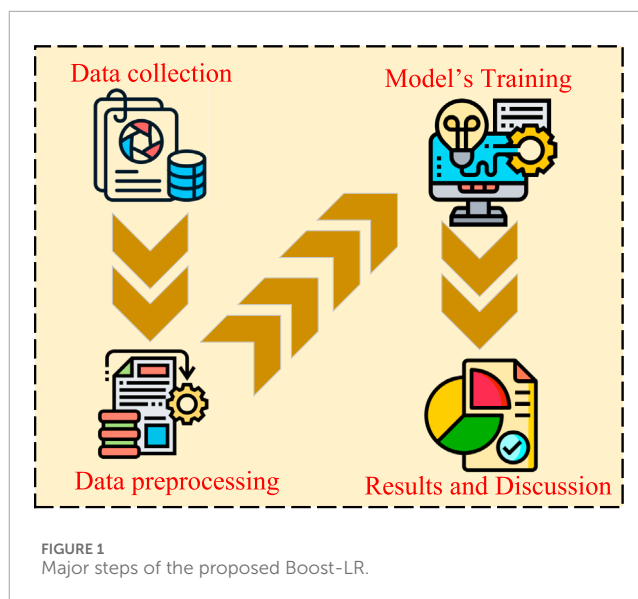 Data collection
Model's Training
Data preprocessing
Results and Discussion
FIGURE 1
Major steps of the proposed Boost-LR.